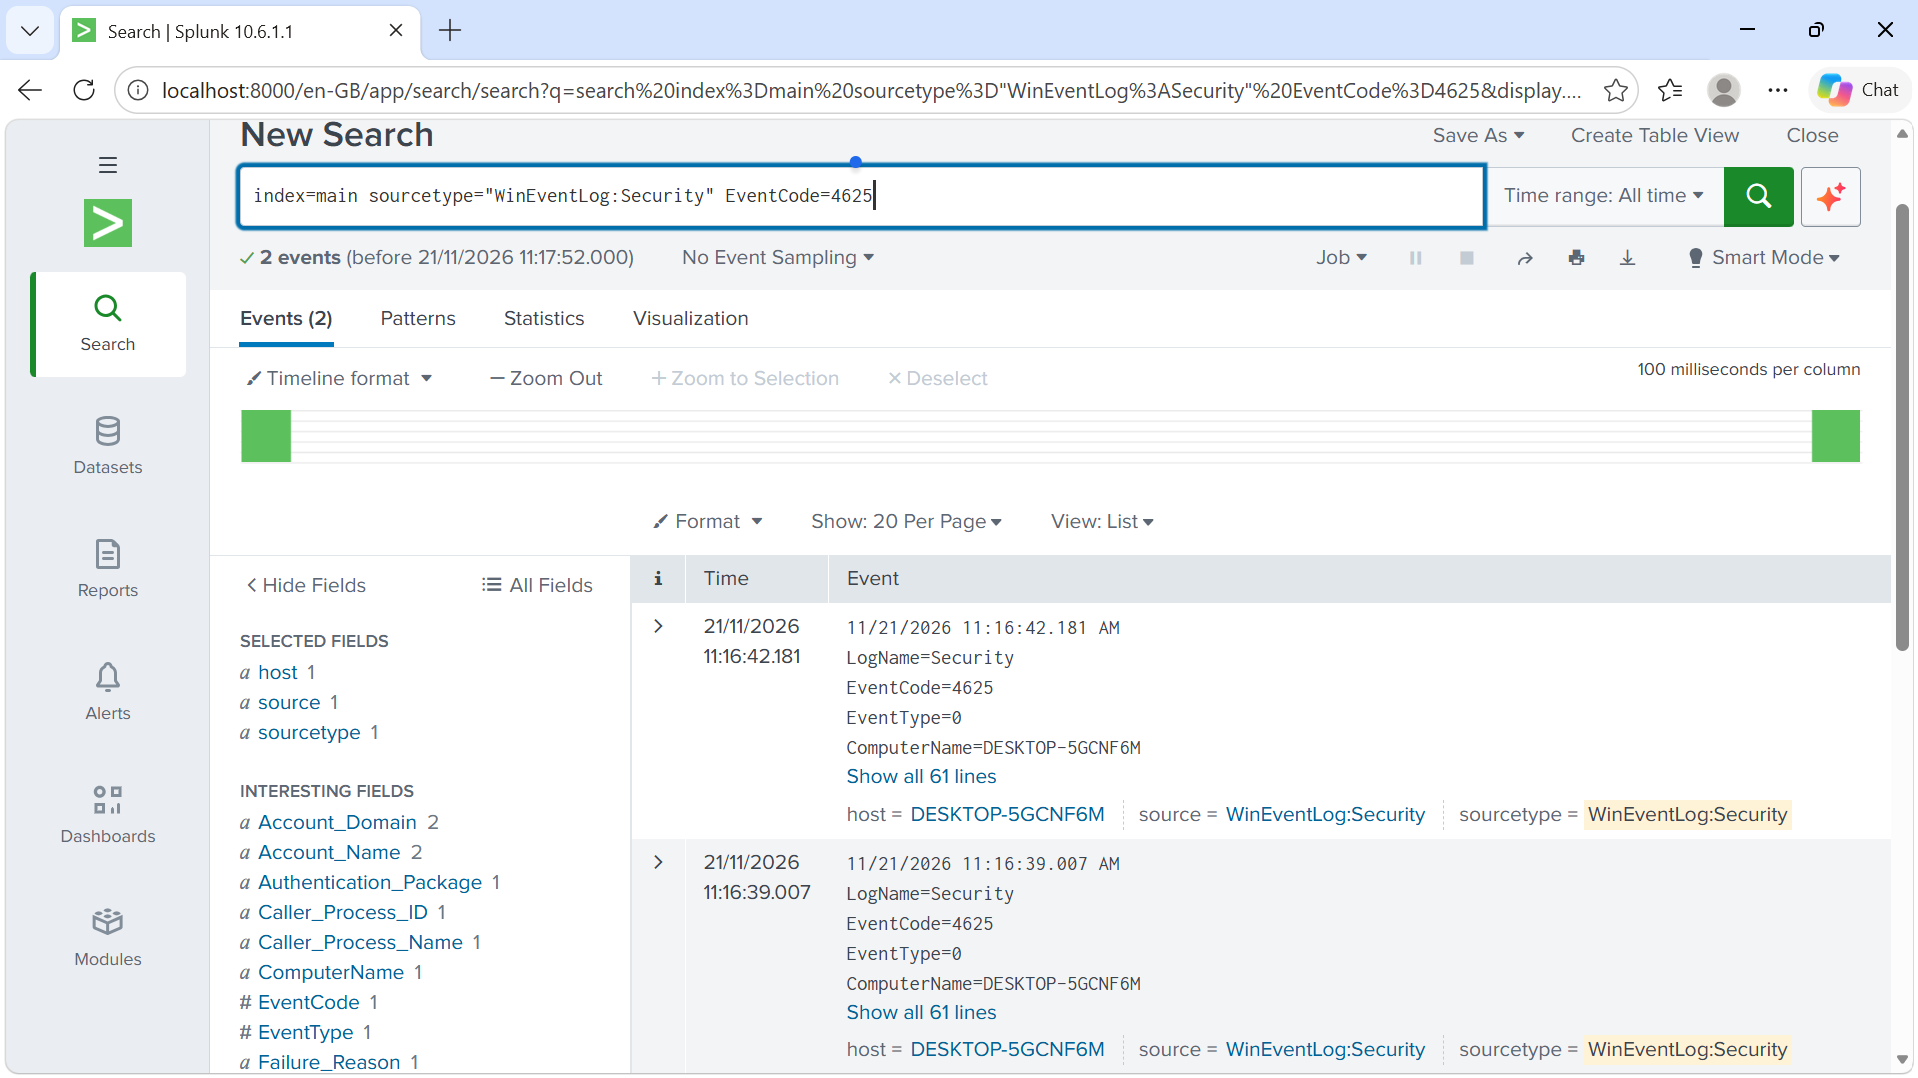 Search | Splunk 10.6.1.1
localhost:8000/en-GB/app/search/search?q=search%20index%3Dmain%20sourcetype%3D"WinEventLog%3ASecurity"%20EventCode%3D4625&display....
Chat
New Search
Save As
Create Table View
Close
index=main sourcetype="WinEventLog:Security" EventCode=4625
Time range: All time
2 events (before 21/11/2026 11:17:52.000)
No Event Sampling
Job
Smart Mode
Search
Datasets
Reports
Alerts
Dashboards
Modules
Events (2)
Patterns
Statistics
Visualization
Timeline format
Zoom Out
Zoom to Selection
Deselect
100 milliseconds per column
Format
Show: 20 Per Page
View: List
Hide Fields
All Fields
SELECTED FIELDS
a host 1
a source 1
a sourcetype 1
INTERESTING FIELDS
a Account_Domain 2
a Account_Name 2
a Authentication_Package 1
a Caller_Process_ID 1
a Caller_Process_Name 1
a ComputerName 1
# EventCode 1
# EventType 1
a Failure_Reason 1
i
Time
Event
21/11/2026
11:16:42.181
11/21/2026 11:16:42.181 AM
LogName=Security
EventCode=4625
EventType=0
ComputerName=DESKTOP-5GCNF6M
Show all 61 lines
host = DESKTOP-5GCNF6M
source = WinEventLog:Security
sourcetype = WinEventLog:Security
21/11/2026
11:16:39.007
11/21/2026 11:16:39.007 AM
LogName=Security
EventCode=4625
EventType=0
ComputerName=DESKTOP-5GCNF6M
Show all 61 lines
host = DESKTOP-5GCNF6M
source = WinEventLog:Security
sourcetype = WinEventLog:Security